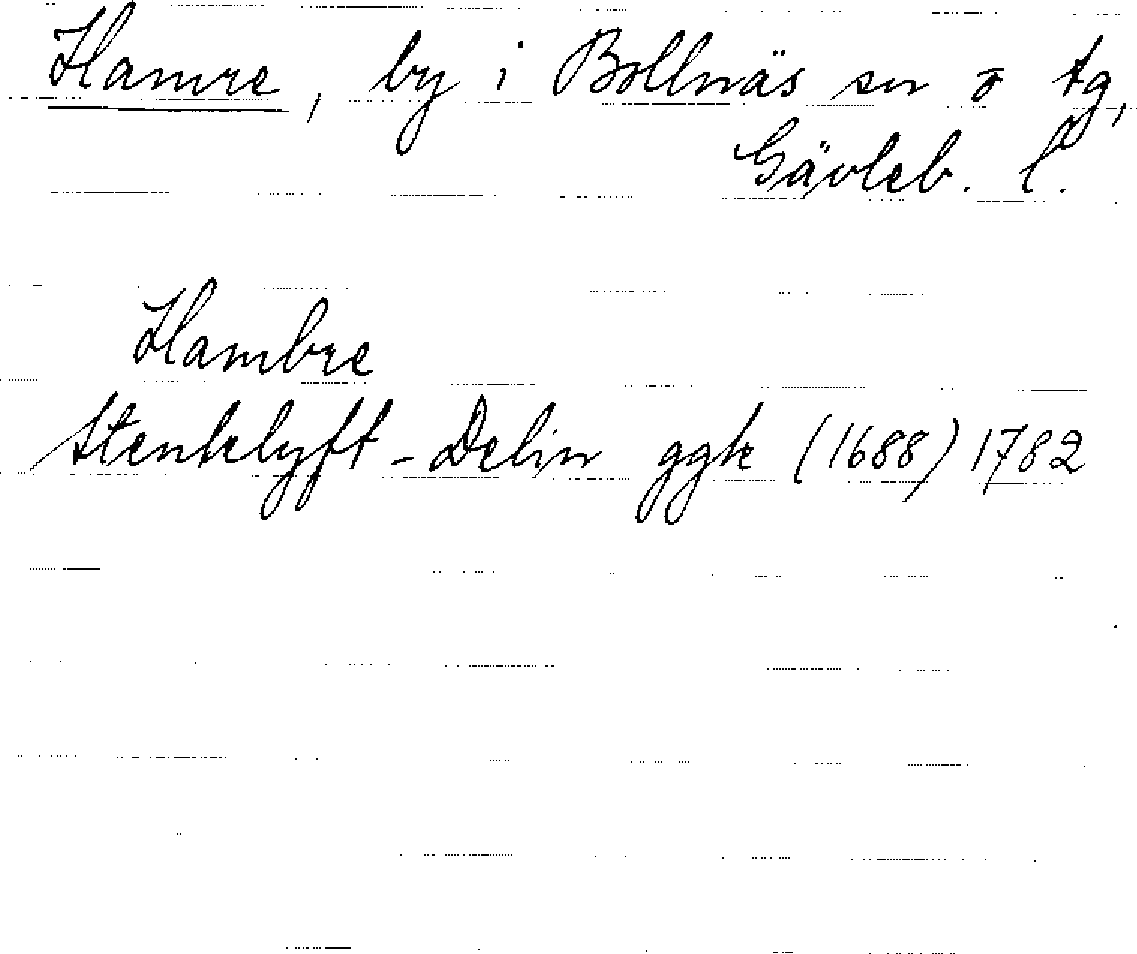 Hamre, by i Bollnäs sn o tg,
Gävleb. l.
Hambre
Stenklyft - Delin ggk (1688) 1782